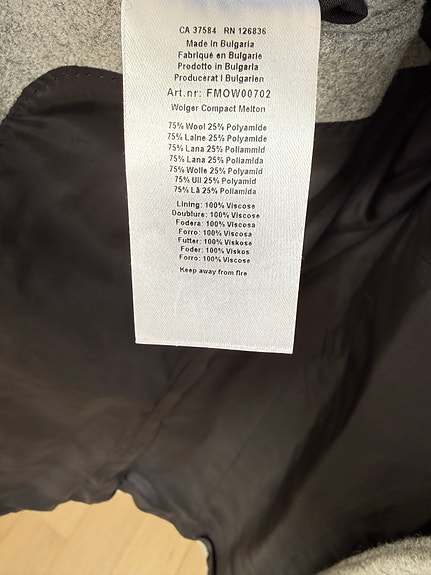 CA 37584 RN 126836
Made in Bulgaria
Fabriqué en Bulgarie
Prodotto in Bulgaria
Producerat I Bulgarien
Art.nr: FMOW00702
Wolger Compact Melton
75% Wool 25% Polyamide
75% Laine 25% Polyamide
75% Lana 25% Poliammid
75% Lana 25% Poliamida
75% Wolle 25% Polyamid
75% Ull 25% Polyamid
75% Lã 25% Poliamida
Lining: 100% Viscose
Doublure: 100% Viscose
Fodera: 100% Viscosa
Forro: 100% Viscosa
Futter: 100% Viskose
Foder: 100% Viskos
Forro: 100% Viscose
Keep away from fire